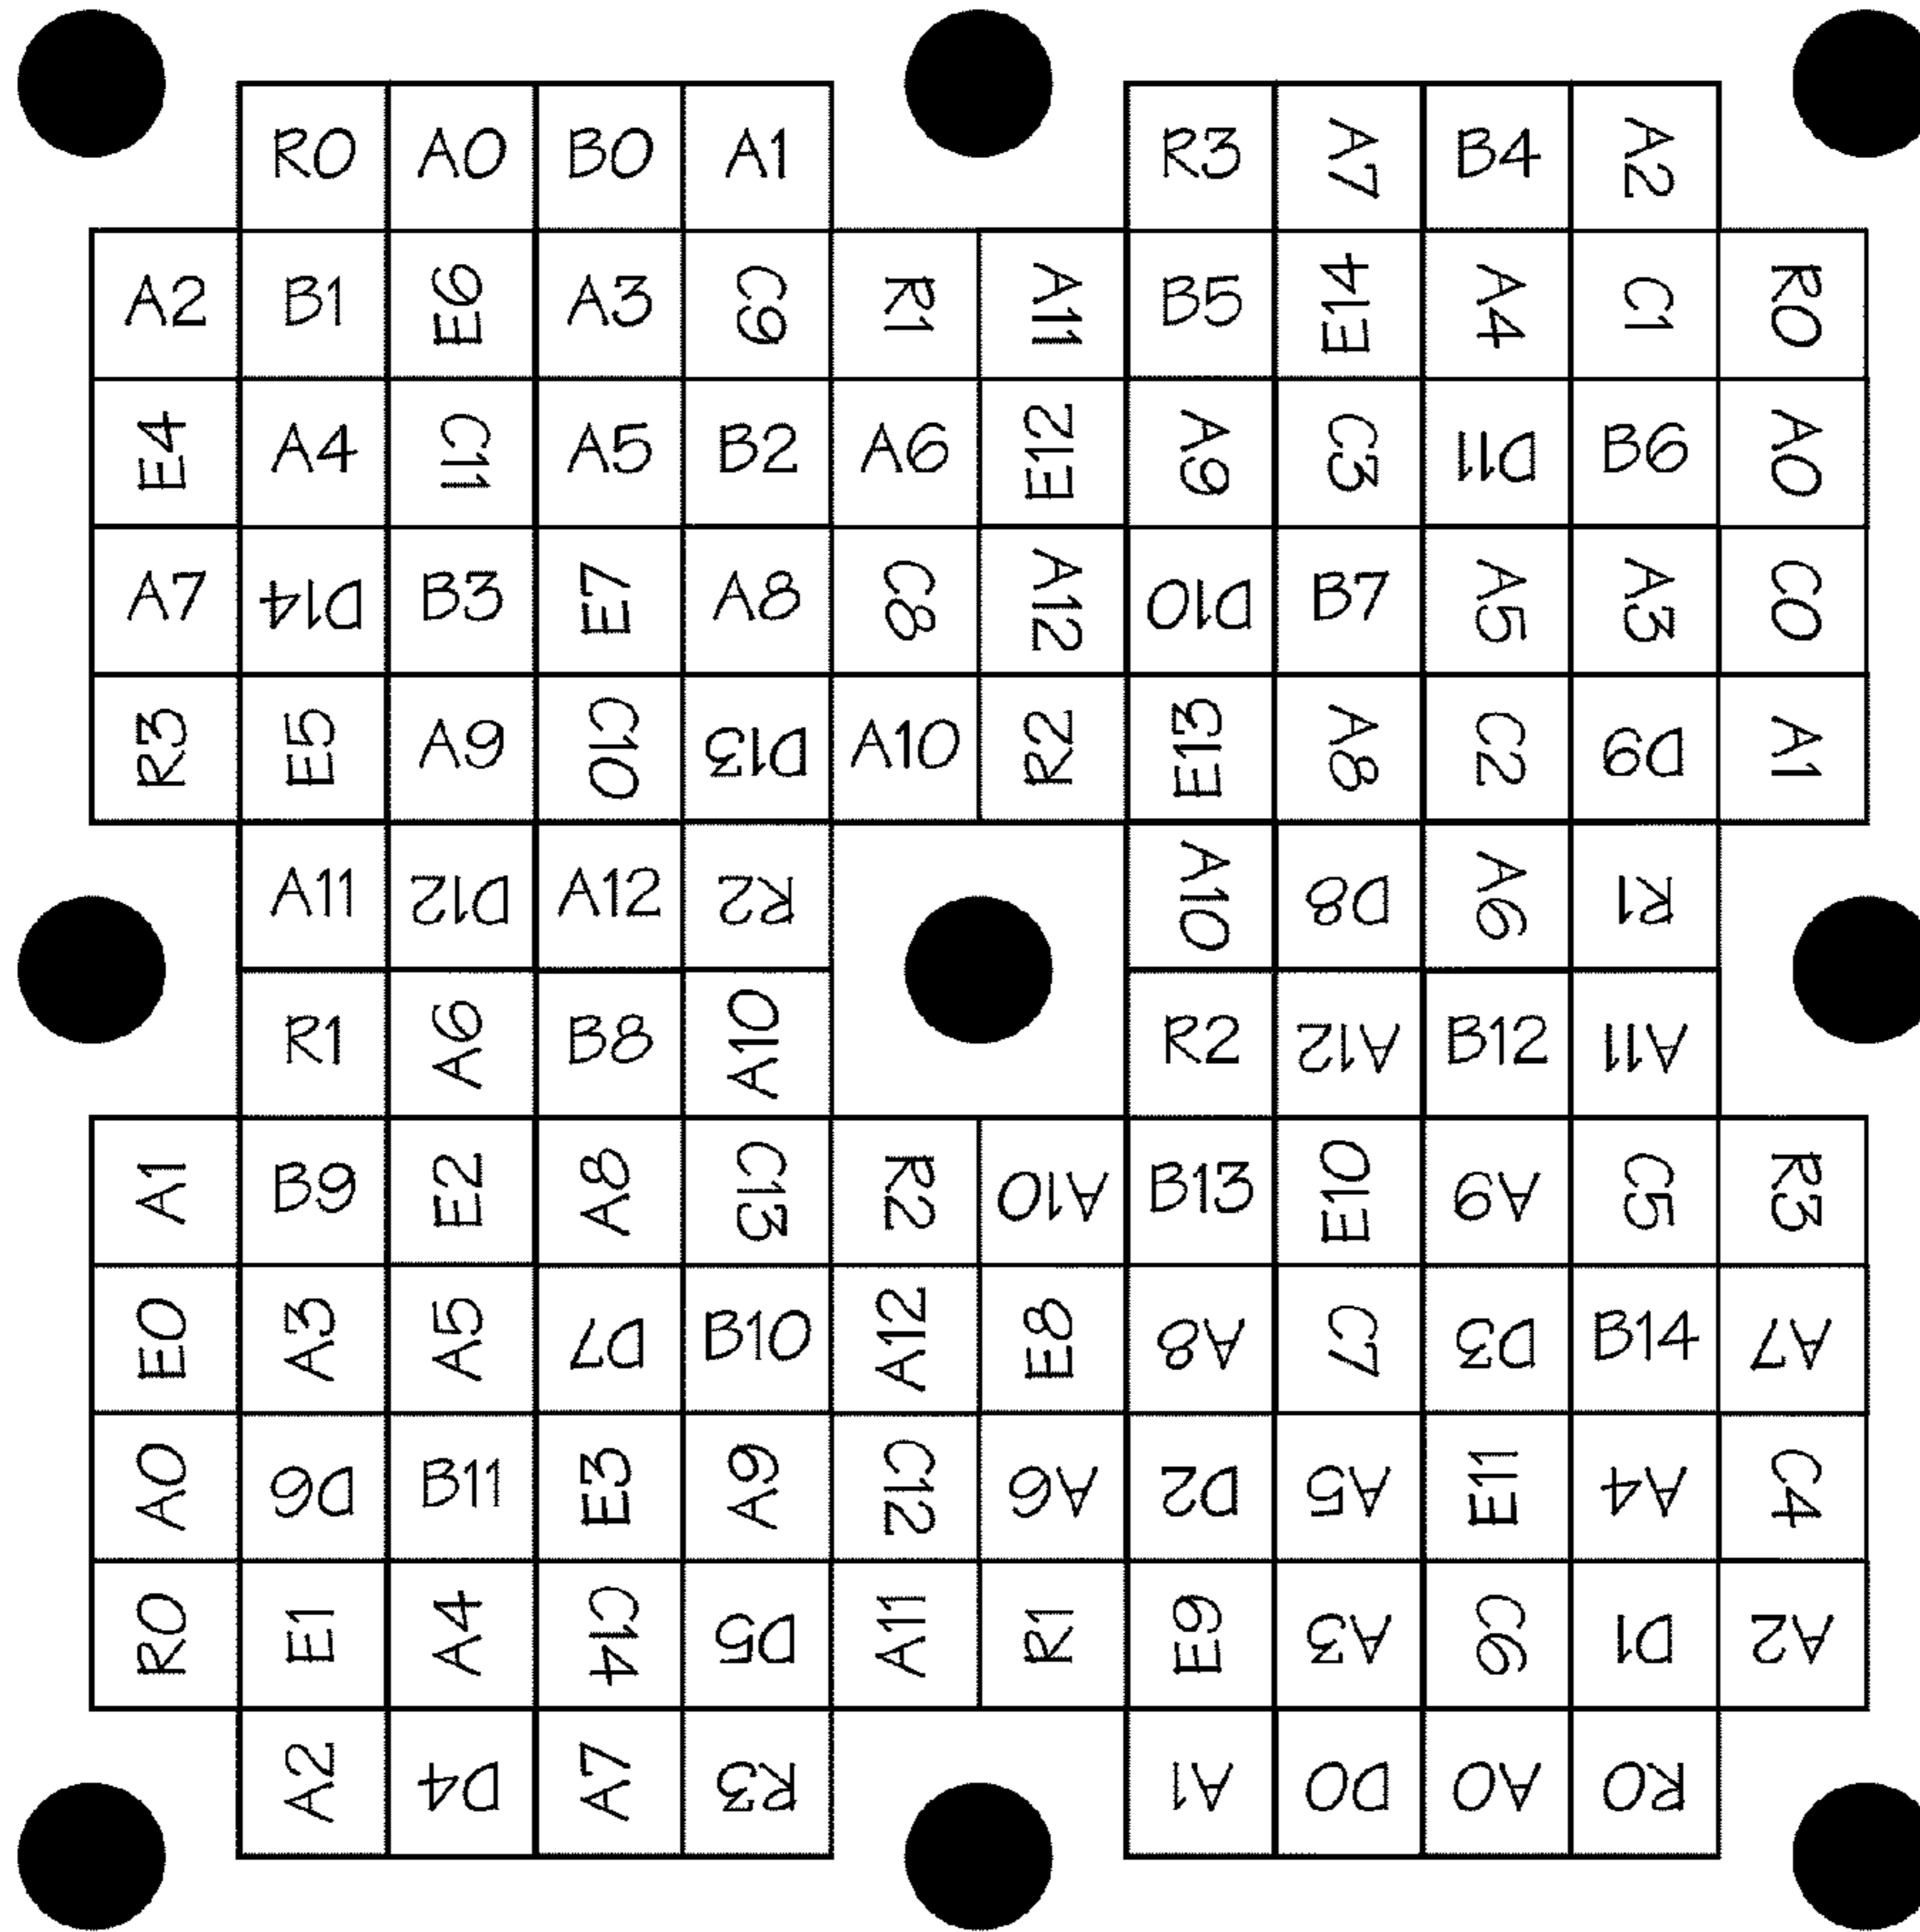 R0 A0 B0 A1 R3 A7 B4 A2
A2 B1 E6 A3 C9 R1 A11 B5 E14 A4 C1 R0
E4 A4 C11 A5 B2 A6 E12 A9 C3 D11 B6 A0
A7 D14 B3 E7 A8 C8 A12 D10 B7 A5 A3 C0
R3 E5 A9 C10 D13 A10 R2 E13 A8 C2 D9 A1
A11 D12 A12 R2 A10 D8 A6 R1
R1 A6 B8 A10 R2 A12 B12 A11
A1 B9 E2 A8 C13 R2 A10 B13 E10 A9 C5 R3
E0 A3 A5 D7 B10 A12 E8 A8 C7 D3 B14 A7
A0 D6 B11 E3 A9 C12 A6 D2 A5 E11 A4 C4
R0 E1 A4 C14 D5 A11 R1 E9 A3 C6 D1 A2
A2 D4 A7 R3 A1 D0 A0 R0